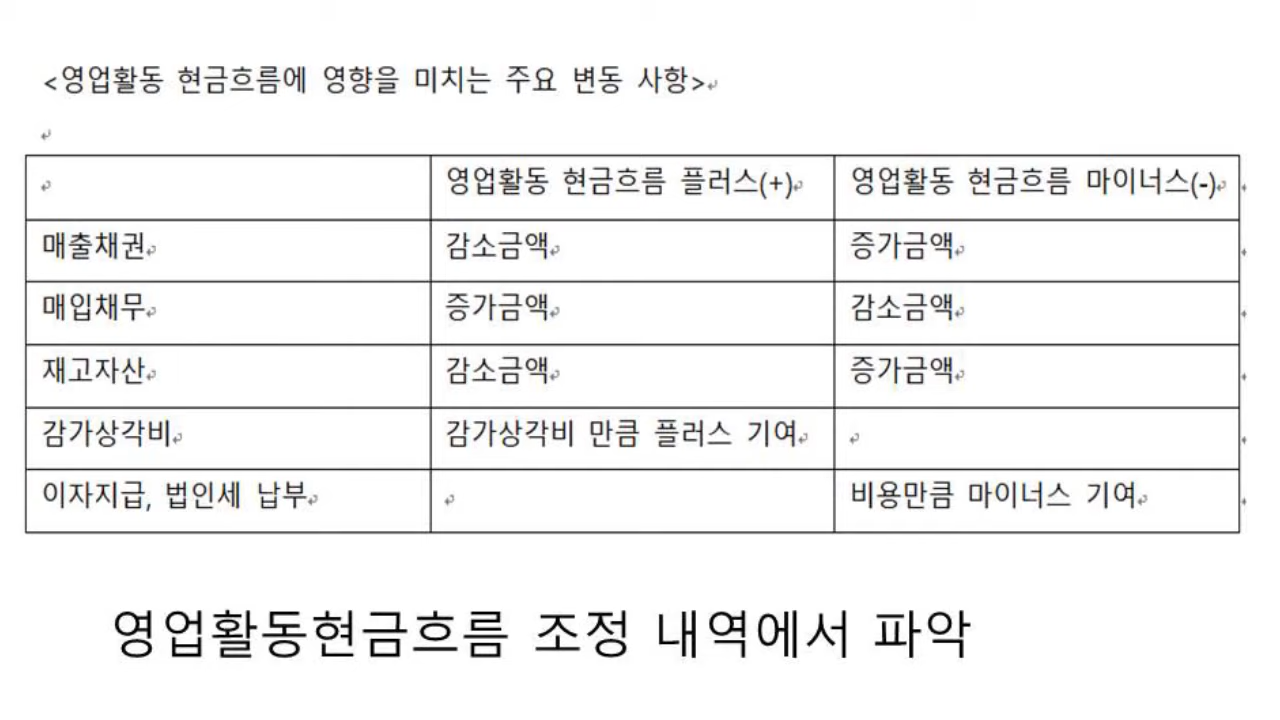 <영업활동 현금흐름에 영향을 미치는 주요 변동 사항>
영업활동 현금흐름 플러스(+) 영업활동 현금흐름 마이너스(-)
매출채권 감소금액 증가금액
매입채무 증가금액 감소금액
재고자산 감소금액 증가금액
감가상각비 감가상각비 만큼 플러스 기여
이자지급, 법인세 납부 비용만큼 마이너스 기여
영업활동현금흐름 조정 내역에서 파악